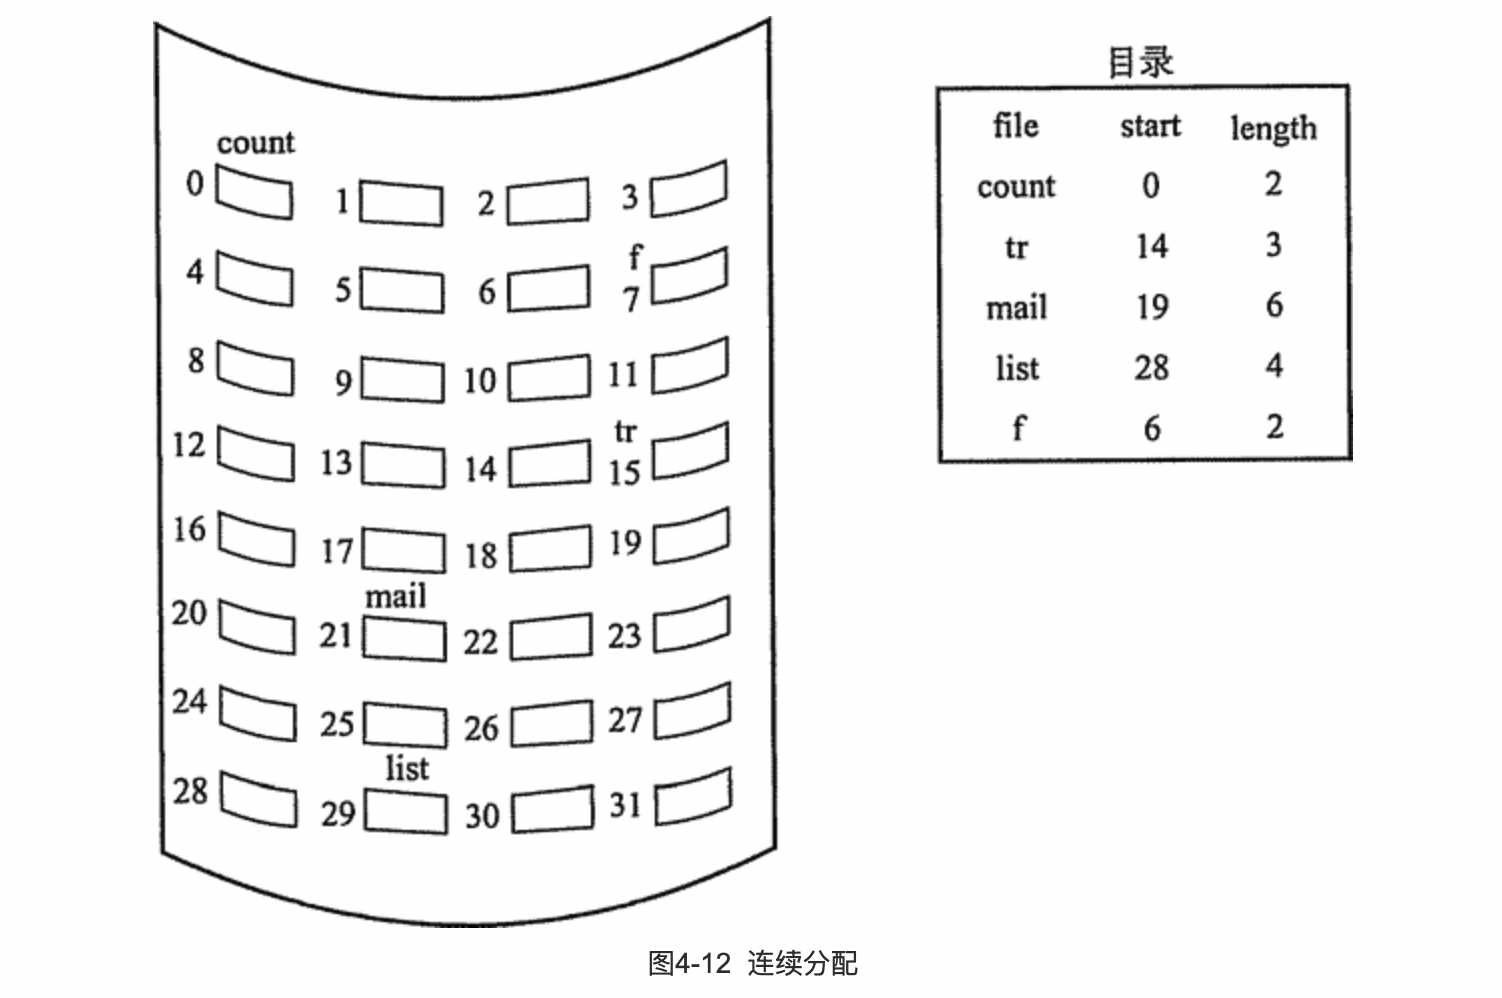 count
0 1 2 3
f
4 5 6 7
8 9 10 11
tr
12 13 14 15
16 17 18 19
mail
20 21 22 23
24 25 26 27
list
28 29 30 31
目录
file start length
count 0 2
tr 14 3
mail 19 6
list 28 4
f 6 2
图4-12 连续分配